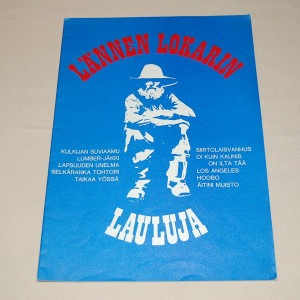 LÄNNEN LOKARIN
KULKIJAN SUVIAAMU
LUMBER-JÄKKI
LAPSUUDEN UNELMA
SELKÄRANKA TOHTORI
TAIKAA YÖSSÄ
SIIRTOLAISVANHUS
OI KUIN KAUNIS
ON ILTA TÄÄ
LOS ANGELES
HOOBO
ÄITINI MUISTO
LAULUJA